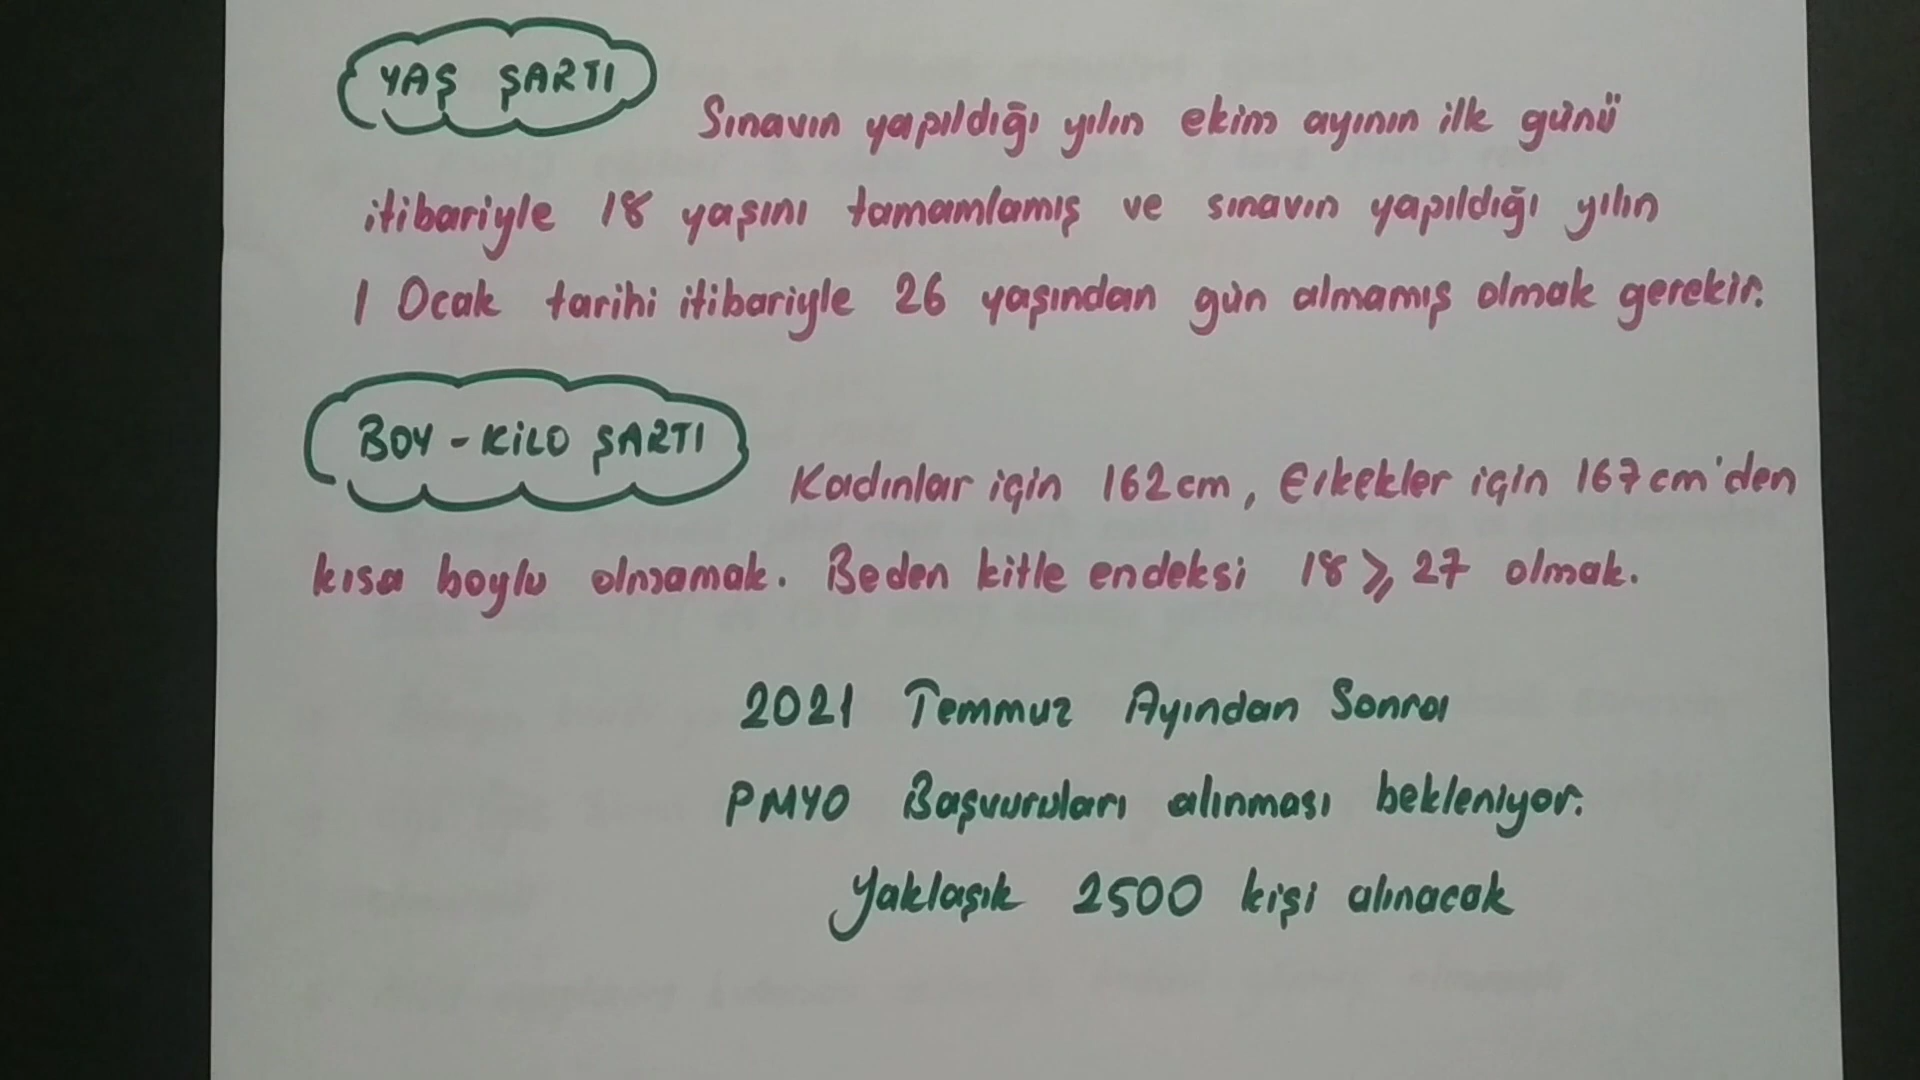 YAŞ ŞARTI
Sınavın yapıldığı yılın ekim ayının ilk günü
itibariyle 18 yaşını tamamlamış ve sınavın yapıldığı yılın
1 Ocak tarihi itibariyle 26 yaşından gün almamış olmak gerekir.
BOY-KİLO ŞARTI
Kadınlar için 162cm, Erkekler için 167cm'den
kısa boylu olmamak. Beden kitle endeksi 18 ⩾ 27 olmak.
2021 Temmuz Ayından Sonra
PMYO Başvuruları alınması bekleniyor.
Yaklaşık 2500 kişi alınacak